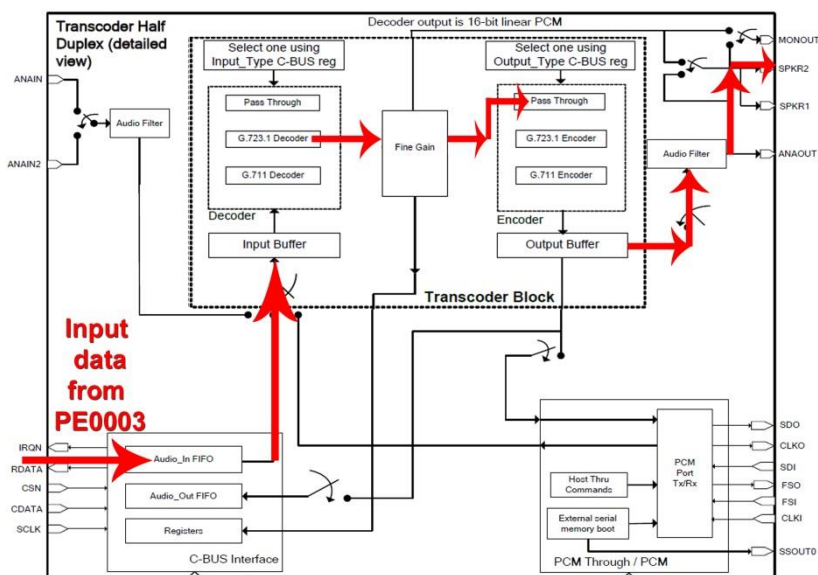 Transcoder Half
Duplex (detailed
view)
Decoder output is 16-bit linear PCM
Select one using
Input_Type C-BUS reg
Select one using
Output_Type C-BUS reg
MONOUT
SPKR2
SPKR1
ANAOUT
ANAIN
ANAIN2
Audio Filter
Pass Through
G.723.1 Decoder
G.711 Decoder
Decoder
Input Buffer
Fine Gain
Pass Through
G.723.1 Encoder
G.711 Encoder
Encoder
Output Buffer
Audio Filter
Transcoder Block
Input
data
from
PE0003
IRQN
RDATA
CSN
CDATA
SCLK
Audio_In FIFO
Audio_Out FIFO
Registers
C-BUS Interface
Host Thru
Commands
External serial
memory boot
PCM
Port
Tx/Rx
PCM Through / PCM
SDO
CLKO
SDI
FSO
FSI
CLKI
SSOUT0